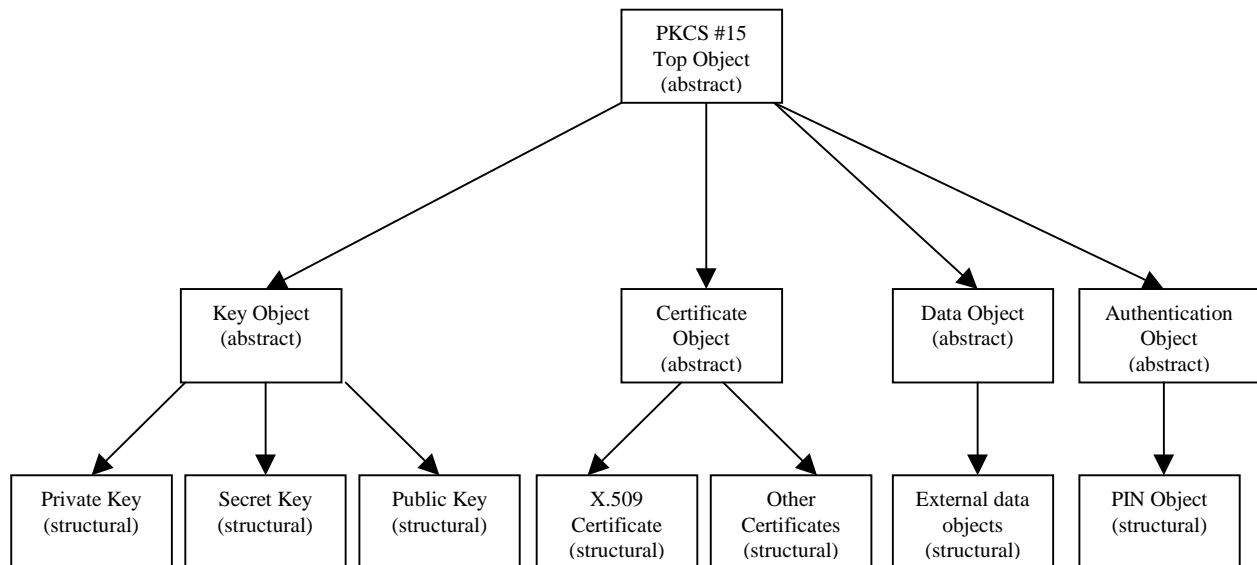 PKCS #15
Top Object
(abstract)
Key Object
(abstract)
Certificate
Object
(abstract)
Data Object
(abstract)
Authentication
Object
(abstract)
Private Key
(structural)
Secret Key
(structural)
Public Key
(structural)
X.509
Certificate
(structural)
Other
Certificates
(structural)
External data
objects
(structural)
PIN Object
(structural)